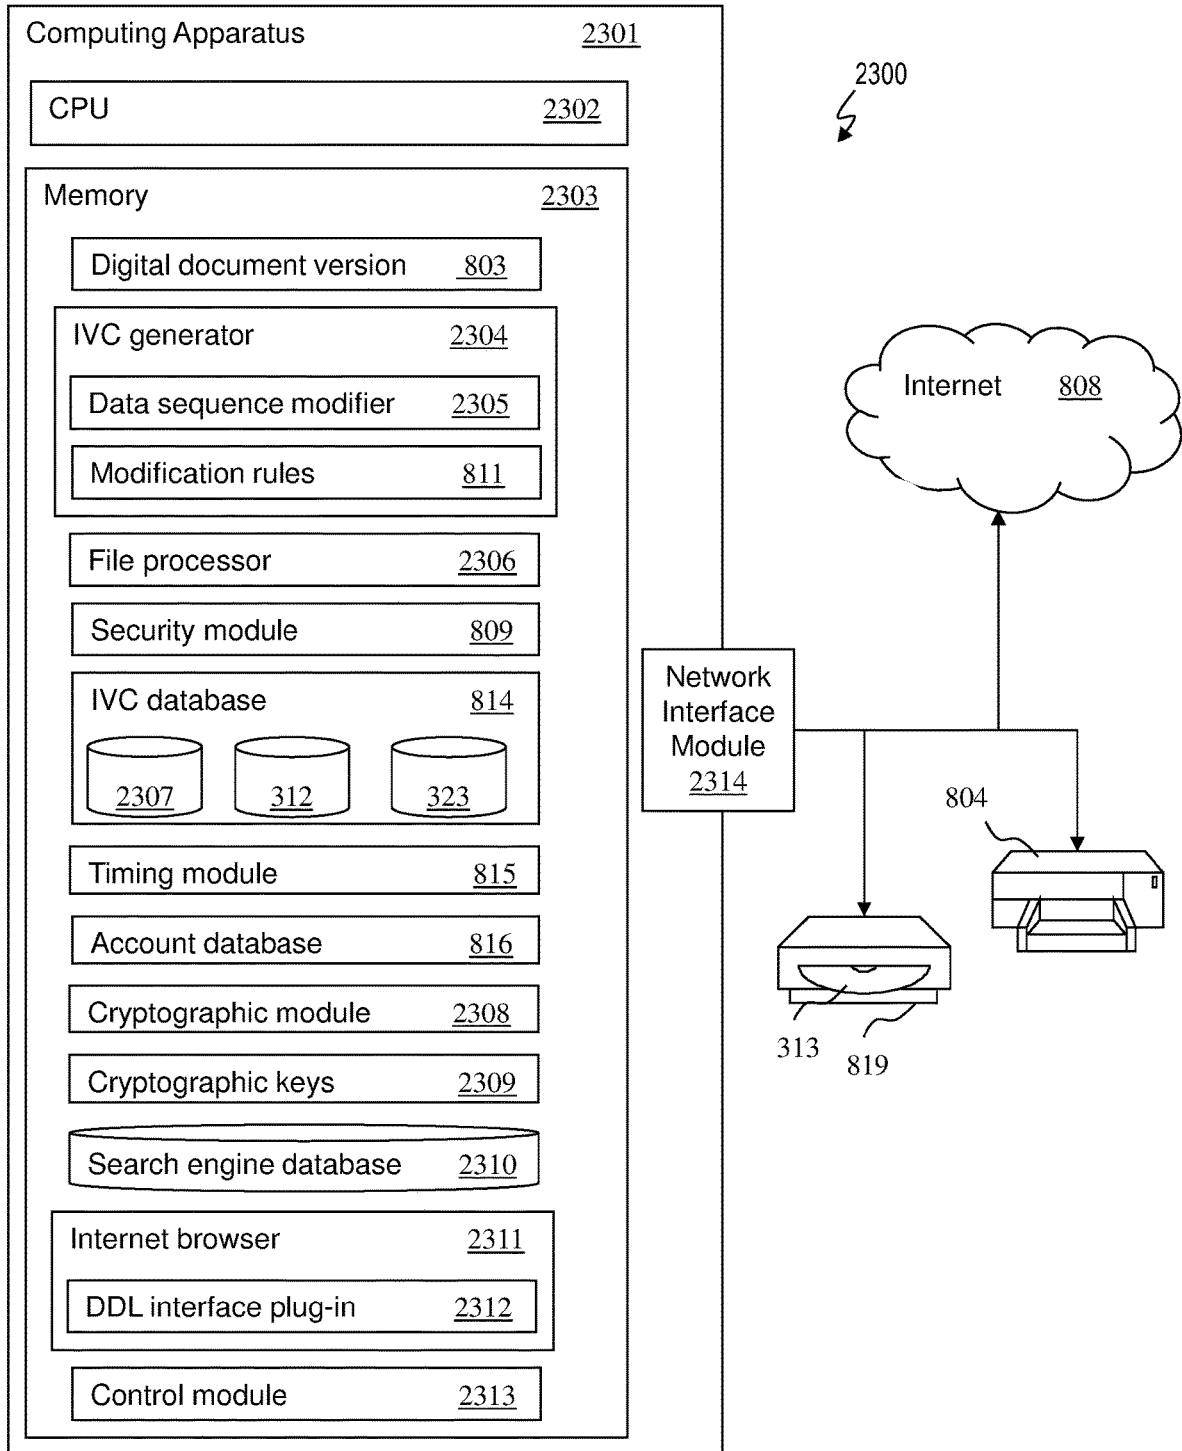 Computing Apparatus 2301
2300
CPU 2302
Memory 2303
Digital document version 803
IVC generator 2304
Data sequence modifier 2305
Modification rules 811
Internet 808
File processor 2306
Security module 809
IVC database 814
2307 312 323
Network
Interface
Module
2314
804
Timing module 815
Account database 816
Cryptographic module 2308
313
819
Cryptographic keys 2309
Search engine database 2310
Internet browser 2311
DDL interface plug-in 2312
Control module 2313